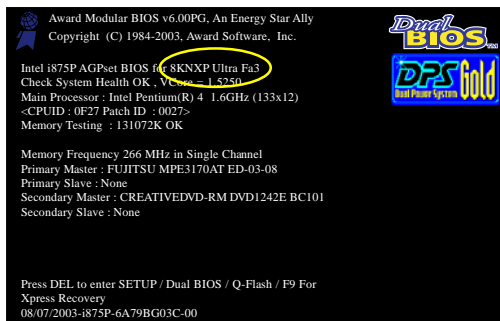 Award Modular BIOS v6.00PG, An Energy Star Ally
Copyright (C) 1984-2003, Award Software, Inc.
Dual
BIOS TM
DPS Gold
Dual Power System
Intel i875P AGPset BIOS for 8KNXP Ultra Fa3
Check System Health OK , VCore = 1.5250
Main Processor : Intel Pentium(R) 4 1.6GHz (133x12)
<CPUID : 0F27 Patch ID : 0027>
Memory Testing : 131072K OK
Memory Frequency 266 MHz in Single Channel
Primary Master : FUJITSU MPE3170AT ED-03-08
Primary Slave : None
Secondary Master : CREATIVEDVD-RM DVD1242E BC101
Secondary Slave : None
Press DEL to enter SETUP / Dual BIOS / Q-Flash / F9 For
Xpress Recovery
08/07/2003-i875P-6A79BG03C-00